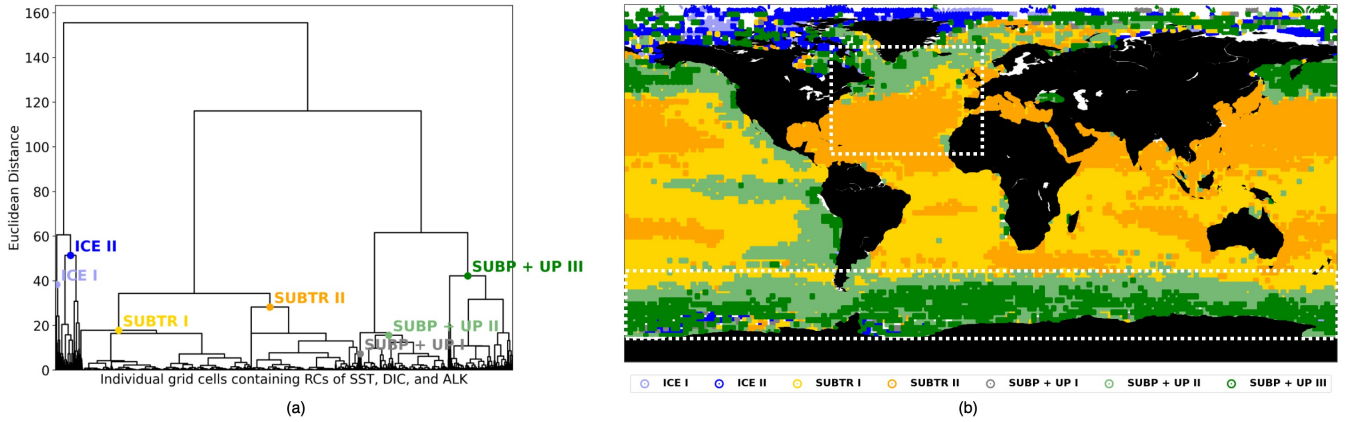 160
140
120
100
80
60
40
20
0
Euclidean Distance
ICE II
ICE I
SUBP + UP III
SUBTR II
SUBTR I
SUBP + UP II
SUBP + UP I
Individual grid cells containing RCs of SST, DIC, and ALK
(a)
ICE I ICE II SUBTR I SUBTR II SUBP + UP I SUBP + UP II SUBP + UP III
(b)